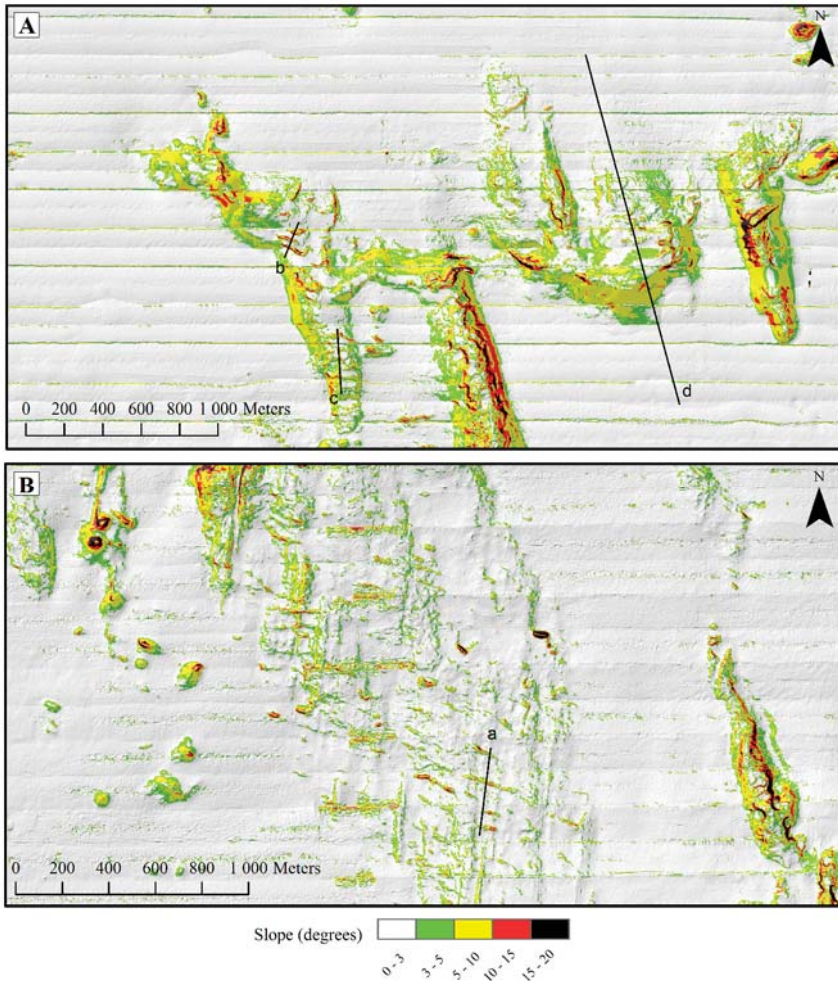 A
N
b
c
d
0 200 400 600 800 1 000 Meters
B
N
a
0 200 400 600 800 1 000 Meters
Slope (degrees)
0 - 3
3 - 5
5 - 10
10 - 15
15 - 20